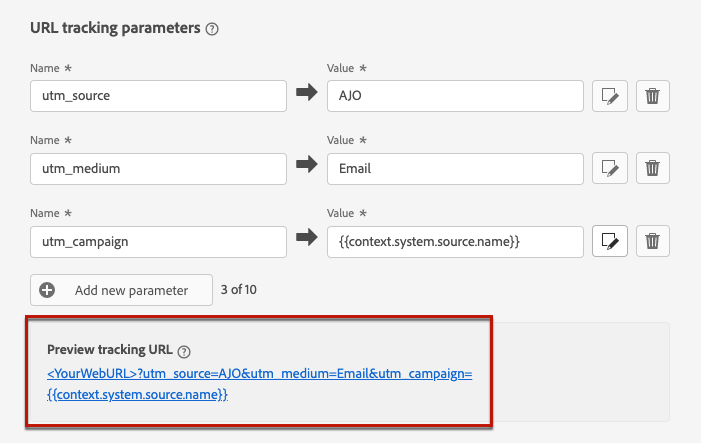 URL tracking parameters ?
Name * Value *
utm_source AJO
Name * Value *
utm_medium Email
Name * Value *
utm_campaign {{context.system.source.name}}
Add new parameter 3 of 10
Preview tracking URL ?
<YourWebURL>?utm_source=AJO&utm_medium=Email&utm_campaign=
{{context.system.source.name}}